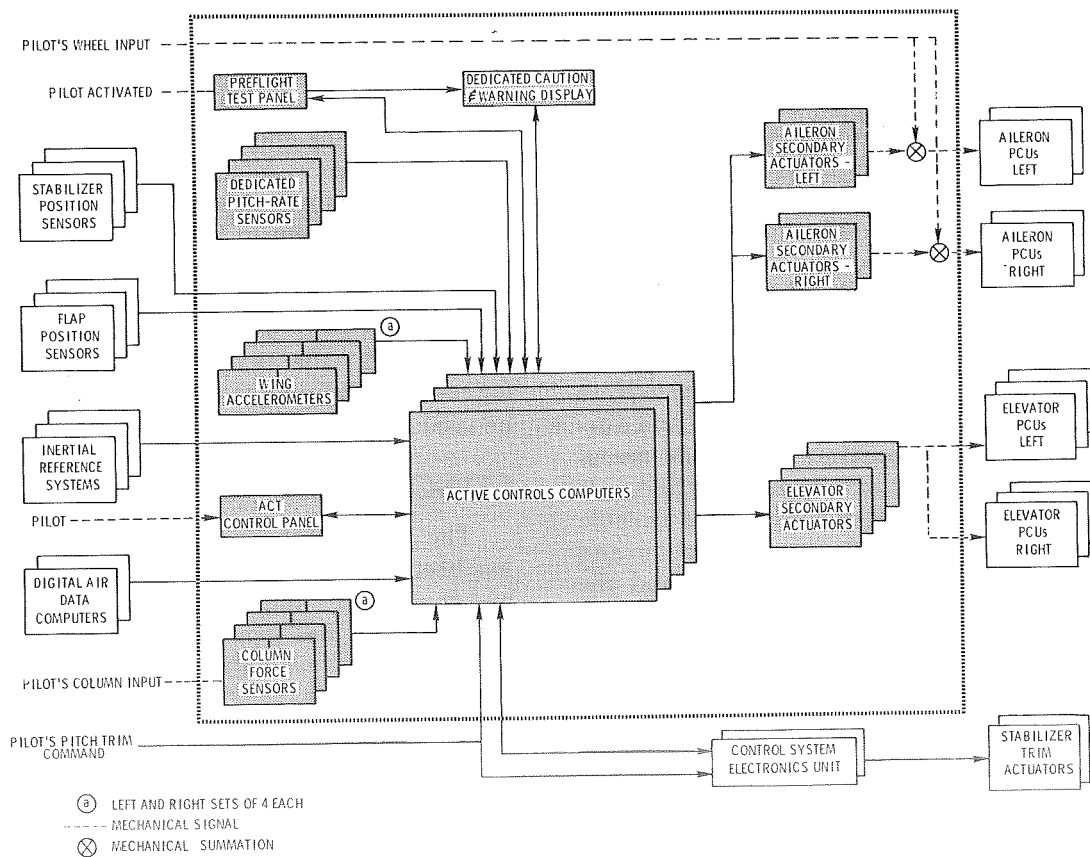 PILOT'S WHEEL INPUT
PILOT ACTIVATED
PREFLIGHT
TEST PANEL
DEDICATED CAUTION
& WARNING DISPLAY
STABILIZER
POSITION
SENSORS
DEDICATED
PITCH-RATE
SENSORS
AILERON
SECONDARY
ACTUATORS -
LEFT
AILERON
PCUs
LEFT
AILERON
SECONDARY
ACTUATORS -
RIGHT
AILERON
PCUs
RIGHT
FLAP
POSITION
SENSORS
a
WING
ACCELEROMETERS
INERTIAL
REFERENCE
SYSTEMS
ACTIVE CONTROLS COMPUTERS
ELEVATOR
SECONDARY
ACTUATORS
ELEVATOR
PCUs
LEFT
ELEVATOR
PCUs
RIGHT
PILOT
ACT
CONTROL PANEL
DIGITAL AIR
DATA
COMPUTERS
a
COLUMN
FORCE
SENSORS
PILOT'S COLUMN INPUT
PILOT'S PITCH TRIM
COMMAND
CONTROL SYSTEM
ELECTRONICS UNIT
STABILIZER
TRIM
ACTUATORS
a LEFT AND RIGHT SETS OF 4 EACH
MECHANICAL SIGNAL
MECHANICAL SUMMATION